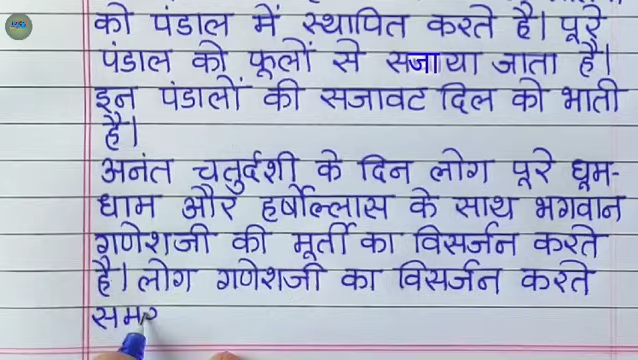 को पंडाल में स्थापित करते है। पूरे
पंडाल को फूलों से सजाया जाता है।
इन पंडालों की सजावट दिल को भाती
है।
अनंत चतुर्दशी के दिन लोग पूरे धूम-
धाम और हर्षोल्लास के साथ भगवान
गणेशजी की मूर्ती का विसर्जन करते
है। लोग गणेशजी का विसर्जन करते